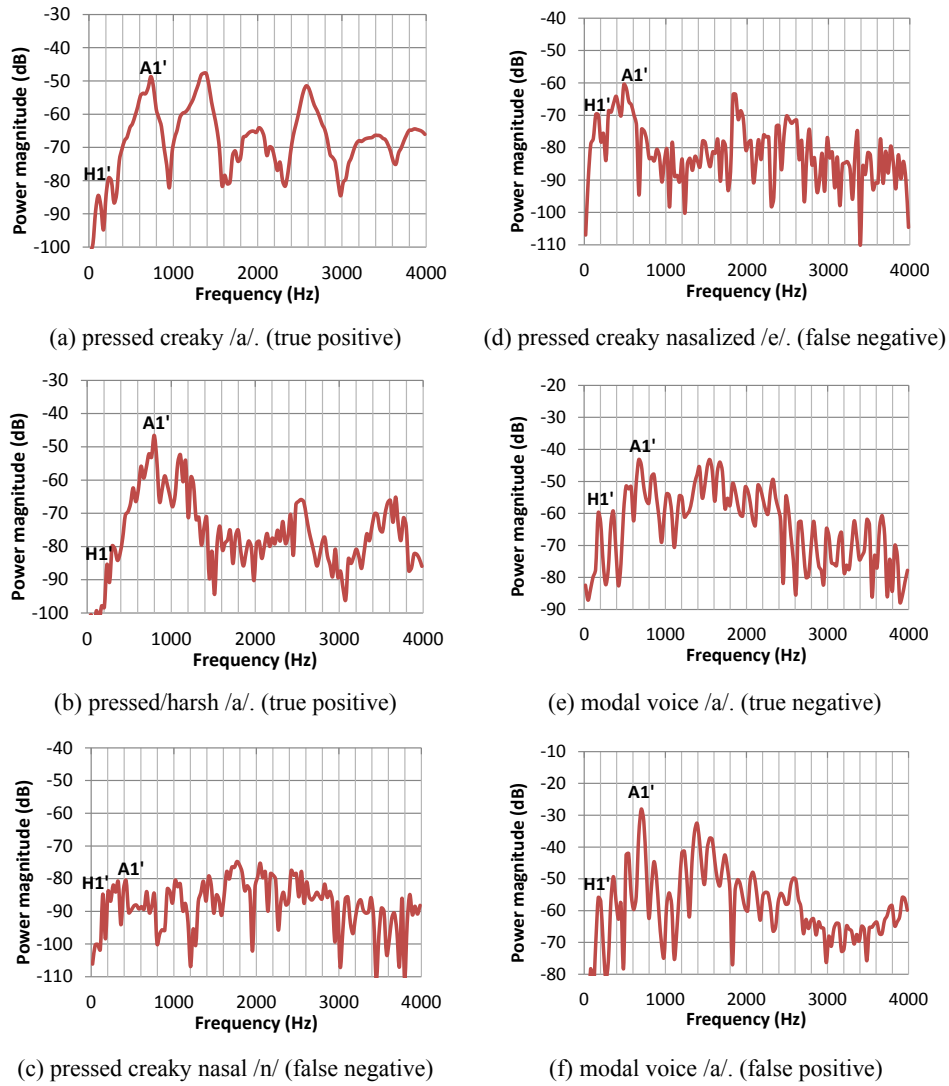 -30
-40
-50
-60
-70
-80
-90
-100
Power magnitude (dB)
A1'
H1'
0 1000 2000 3000 4000
Frequency (Hz)
(a) pressed creaky /a/. (true positive)
-40
-50
-60
-70
-80
-90
-100
-110
Power magnitude (dB)
A1'
H1'
0 1000 2000 3000 4000
Frequency (Hz)
(d) pressed creaky nasalized /e/. (false negative)
-30
-40
-50
-60
-70
-80
-90
-100
Power magnitude (dB)
A1'
H1'
0 1000 2000 3000 4000
Frequency (Hz)
(b) pressed/harsh /a/. (true positive)
-20
-30
-40
-50
-60
-70
-80
-90
Power magnitude (dB)
A1'
H1'
0 1000 2000 3000 4000
Frequency (Hz)
(e) modal voice /a/. (true negative)
-40
-50
-60
-70
-80
-90
-100
-110
Power magnitude (dB)
H1' A1'
0 1000 2000 3000 4000
Frequency (Hz)
(c) pressed creaky nasal /n/ (false negative)
-10
-20
-30
-40
-50
-60
-70
-80
Power magnitude (dB)
A1'
H1'
0 1000 2000 3000 4000
Frequency (Hz)
(f) modal voice /a/. (false positive)